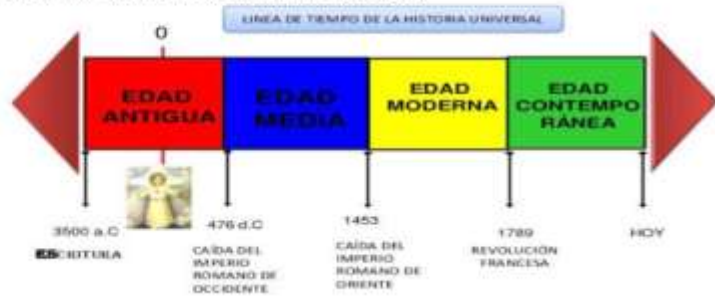 LINEA DE TIEMPO DE LA HISTORIA UNIVERSAL
0
EDAD
ANTIGUA
EDAD
MEDIA
EDAD
MODERNA
EDAD
CONTEMPO
RÁNEA
3500 a.C
476 d.C
1453
1789
HOY
CAÍDA DEL
IMPERIO
ROMANO DE
OCCIDENTE
CAÍDA DEL
IMPERIO
ROMANO DE
ORIENTE
REVOLUCIÓN
FRANCESA